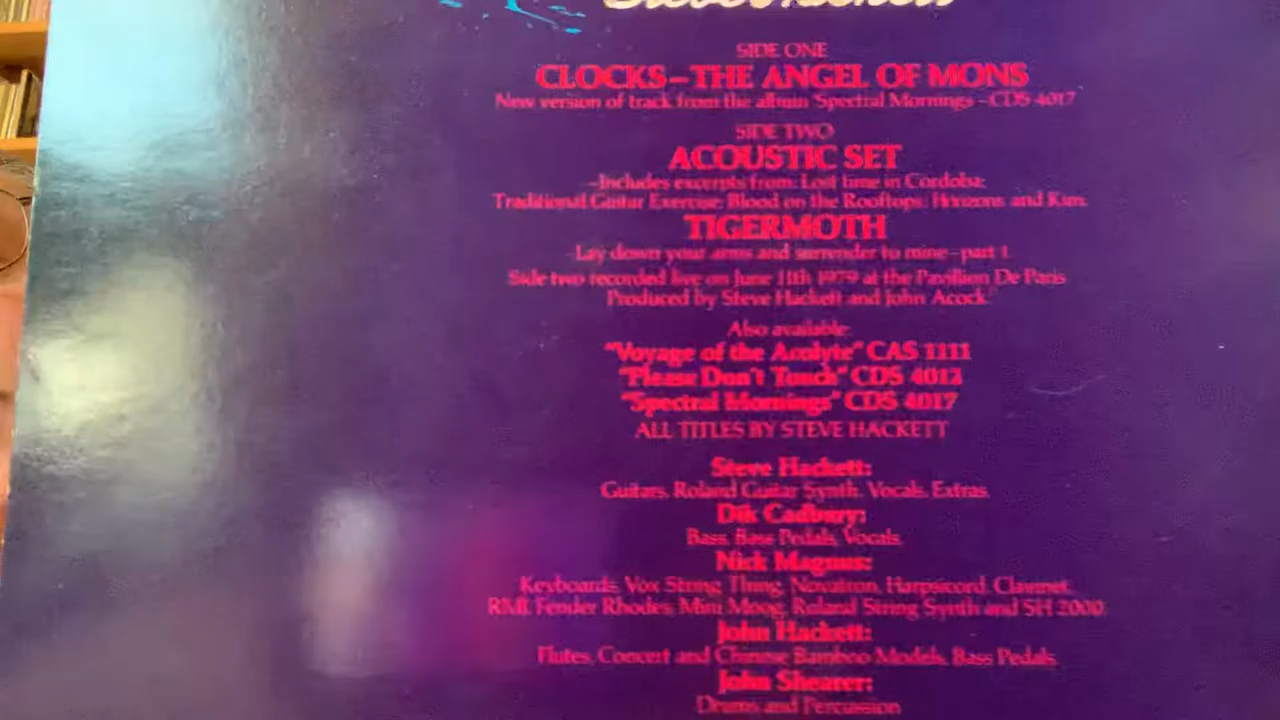 Steve Hackett
SIDE ONE
CLOCKS–THE ANGEL OF MONS
New version of track from the album 'Spectral Mornings' –CDS 4017
SIDE TWO
ACOUSTIC SET
–Includes excerpts from: Lost time in Cordoba;
Traditional Guitar Exercise; Blood on the Rooftops; Horizons and Kim.
TIGERMOTH
Lay down your arms and surrender to mine–part 1
Side two recorded live on June 11th 1979 at the Pavillion De Paris
Produced by Steve Hackett and John Acock
Also available:
"Voyage of the Acolyte" CAS 1111
"Please Don't Touch" CDS 4012
"Spectral Mornings" CDS 4017
ALL TITLES BY STEVE HACKETT
Steve Hackett:
Guitars, Roland Guitar Synth, Vocals, Extras.
Dik Cadbury:
Bass, Bass Pedals, Vocals.
Nick Magnus:
Keyboards, Vox String Thing, Novatron, Harpsicord, Clavinet,
RMI, Fender Rhodes, Mini Moog, Roland String Synth and SH 2000
John Hackett:
Flutes, Concert and Chinese Bamboo Models, Bass Pedals.
John Shearer:
Drums and Percussion